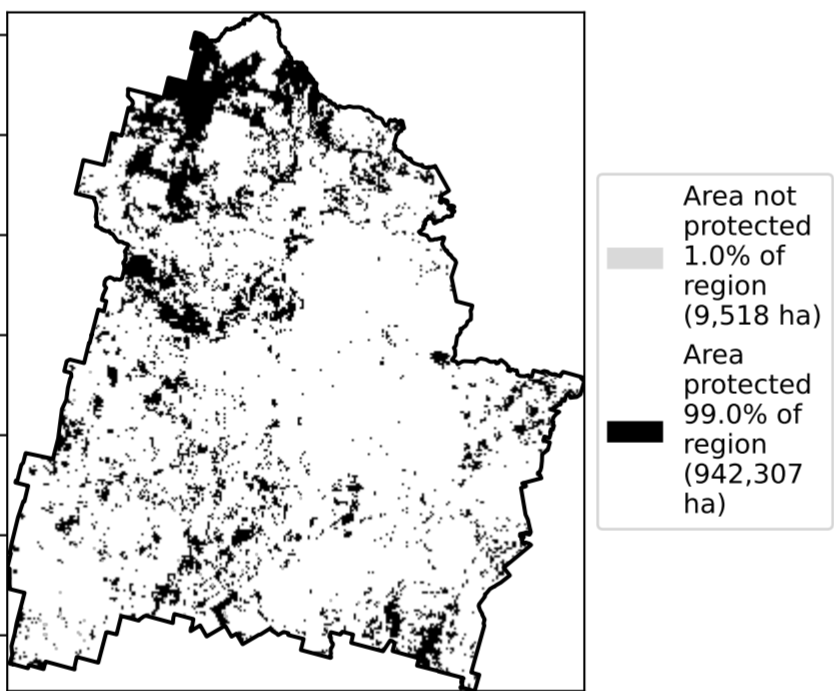 Area not
protected
1.0% of
region
(9,518 ha)
Area
protected
99.0% of
region
(942,307
ha)